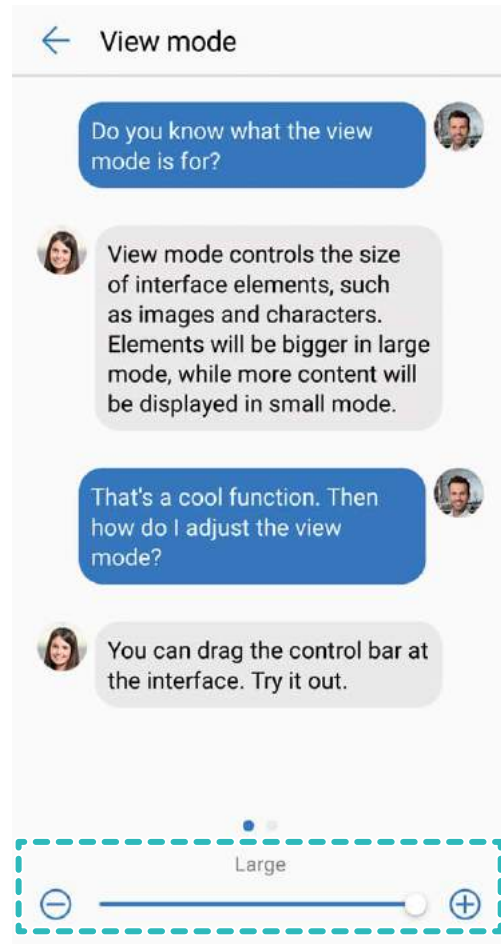 View mode
Do you know what the view
mode is for?
View mode controls the size
of interface elements, such
as images and characters.
Elements will be bigger in large
mode, while more content will
be displayed in small mode.
That's a cool function. Then
how do I adjust the view
mode?
You can drag the control bar at
the interface. Try it out.
Large